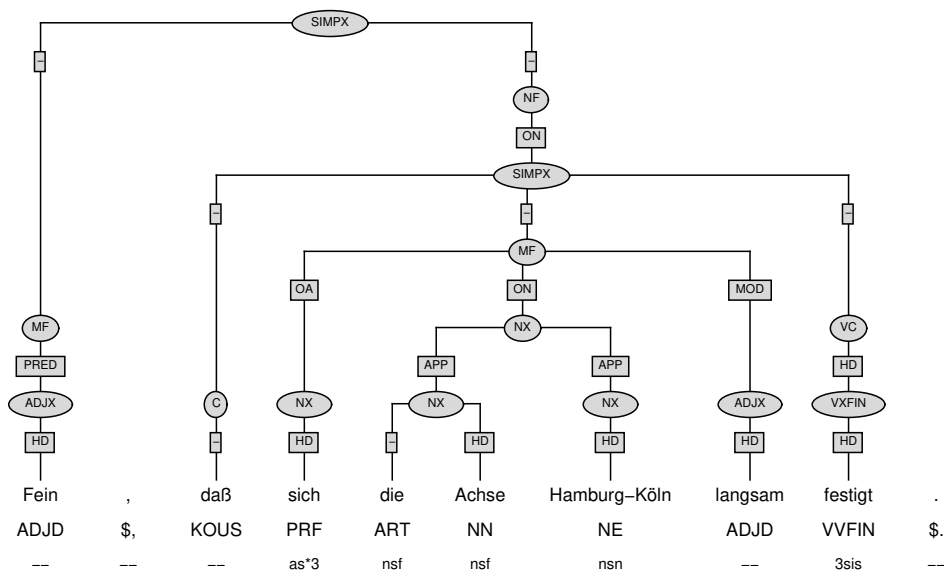 SIMPX
– –
NF
ON
SIMPX
– – –
MF
OA ON MOD
MF NX VC
PRED APP APP HD
ADJX C NX NX NX ADJX VXFIN
HD – HD – HD HD HD HD
Fein , daß sich die Achse Hamburg–Köln langsam festigt .
ADJD $, KOUS PRF ART NN NE ADJD VVFIN $.
–– –– –– as*3 nsf nsf nsn –– 3sis ––